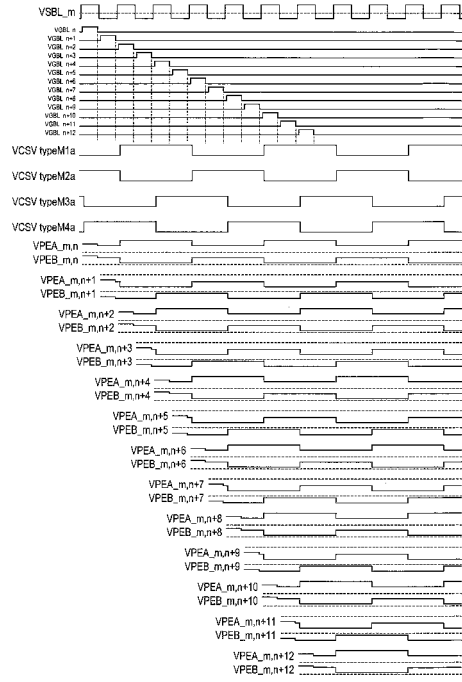 VSBL_m
VGBL n
VGBL n+1
VGBL n+2
VGBL n+3
VGBL n+4
VGBL n+5
VGBL n+6
VGBL n+7
VGBL n+8
VGBL n+9
VGBL n+10
VGBL n+11
VGBL n+12
VCSV typeM1a
VCSV typeM2a
VCSV typeM3a
VCSV typeM4a
VPEA_m,n
VPEB_m,n
VPEA_m,n+1
VPEB_m,n+1
VPEA_m,n+2
VPEB_m,n+2
VPEA_m,n+3
VPEB_m,n+3
VPEA_m,n+4
VPEB_m,n+4
VPEA_m,n+5
VPEB_m,n+5
VPEA_m,n+6
VPEB_m,n+6
VPEA_m,n+7
VPEB_m,n+7
VPEA_m,n+8
VPEB_m,n+8
VPEA_m,n+9
VPEB_m,n+9
VPEA_m,n+10
VPEB_m,n+10
VPEA_m,n+11
VPEB_m,n+11
VPEA_m,n+12
VPEB_m,n+12